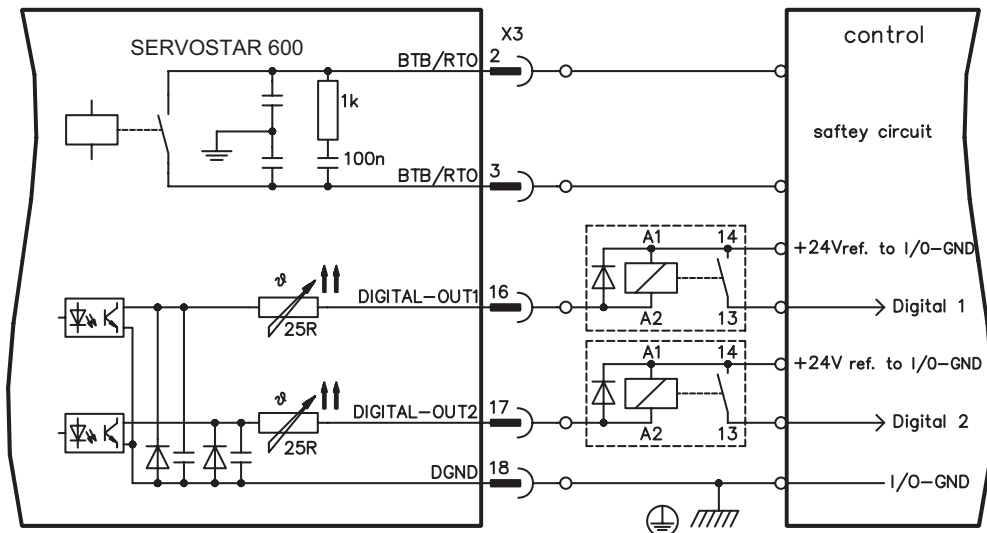 SERVOSTAR 600
X3
control
BTB/RTO 2
1k
saftey circuit
100n
BTB/RTO 3
A1 14
+24Vref. to I/O-GND
ϑ
DIGITAL-OUT1 16
25R
A2 13
Digital 1
A1 14
+24V ref. to I/O-GND
ϑ
DIGITAL-OUT2 17
25R
A2 13
Digital 2
DGND 18
I/O-GND